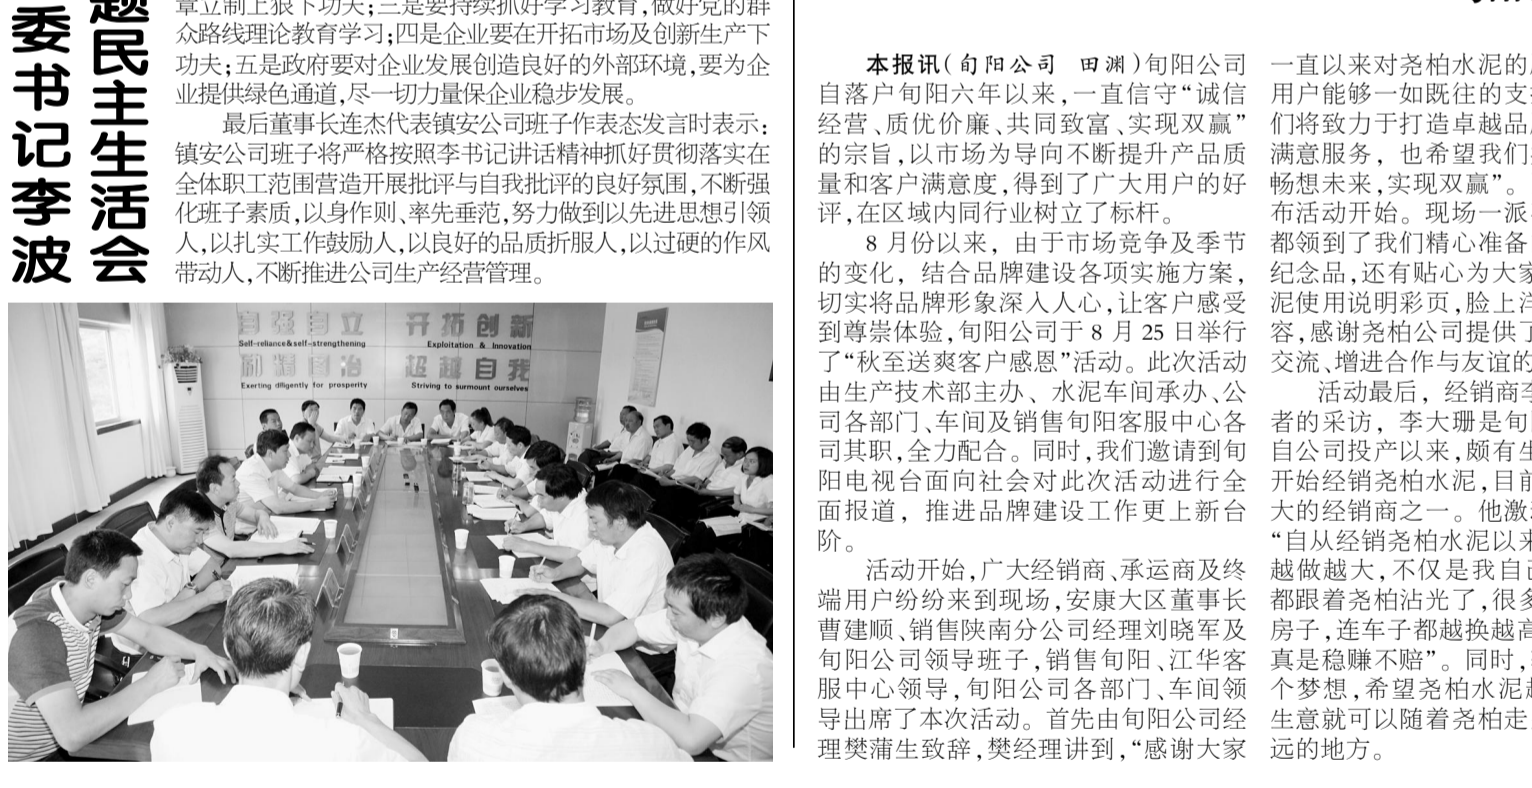 委书记李波
题民主生活会
章立制上狠下功夫;三是要持续抓好学习教育,做好党的群
众路线理论教育学习;四是企业要在开拓市场及创新生产下
功夫;五是政府要对企业发展创造良好的外部环境,要为企
业提供绿色通道,尽一切力量保企业稳步发展。
最后董事长连杰代表镇安公司班子作表态发言时表示:
镇安公司班子将严格按照李书记讲话精神抓好贯彻落实在
全体职工范围营造开展批评与自我批评的良好氛围,不断强
化班子素质,以身作则、率先垂范,努力做到以先进思想引领
人,以扎实工作鼓励人,以良好的品质折服人,以过硬的作风
带动人,不断推进公司生产经营管理。
自强自立 开拓创新
Self-reliance&self-strengthening Exploitation & Innovation
励精图治 超越自我
Exerting diligently for prosperity Striving to surmount ourselves
本报讯(旬阳公司 田渊)旬阳公司
自落户旬阳六年以来,一直信守“诚信
经营、质优价廉、共同致富、实现双赢”
的宗旨,以市场为导向不断提升产品质
量和客户满意度,得到了广大用户的好
评,在区域内同行业树立了标杆。
8 月份以来,由于市场竞争及季节
的变化,结合品牌建设各项实施方案,
切实将品牌形象深入人心,让客户感受
到尊崇体验,旬阳公司于 8 月 25 日举行
了“秋至送爽客户感恩”活动。此次活动
由生产技术部主办、水泥车间承办、公
司各部门、车间及销售旬阳客服中心各
司其职,全力配合。同时,我们邀请到旬
阳电视台面向社会对此次活动进行全
面报道,推进品牌建设工作更上新台
阶。
活动开始,广大经销商、承运商及终
端用户纷纷来到现场,安康大区董事长
曹建顺、销售陕南分公司经理刘晓军及
旬阳公司领导班子,销售旬阳、江华客
服中心领导,旬阳公司各部门、车间领
导出席了本次活动。首先由旬阳公司经
理樊蒲生致辞,樊经理讲到,“感谢大家
一直以来对尧柏水泥的
用户能够一如既往的支
们将致力于打造卓越品
满意服务,也希望我们
畅想未来,实现双赢”。
布活动开始。现场一派
都领到了我们精心准备
纪念品,还有贴心为大家
泥使用说明彩页,脸上洋
容,感谢尧柏公司提供了
交流、增进合作与友谊的
活动最后,经销商李
者的采访,李大珊是旬
自公司投产以来,颇有生
开始经销尧柏水泥,目前
大的经销商之一。他激
“自从经销尧柏水泥以来
越做越大,不仅是我自己
都跟着尧柏沾光了,很多
房子,连车子都越换越高
真是稳赚不赔”。同时,
个梦想,希望尧柏水泥越
生意就可以随着尧柏走
远的地方。